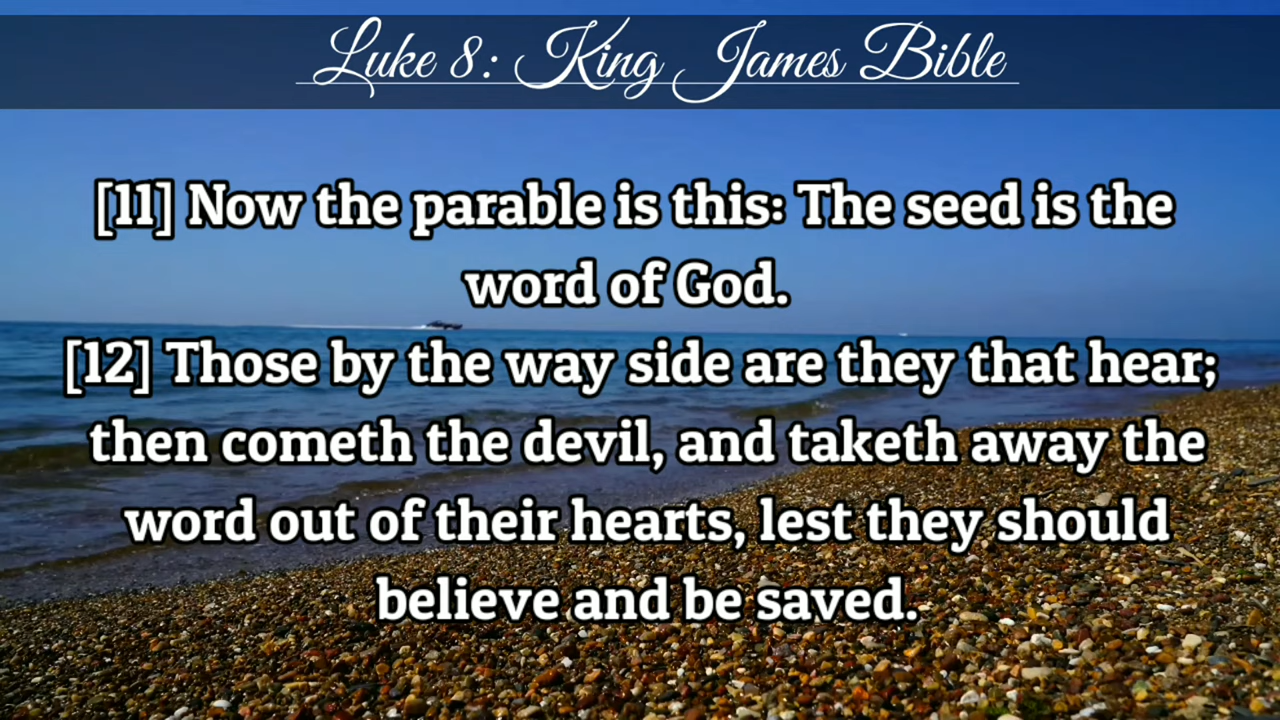 Luke 8: King James Bible
[11] Now the parable is this: The seed is the
word of God.
[12] Those by the way side are they that hear;
then cometh the devil, and taketh away the
word out of their hearts, lest they should
believe and be saved.